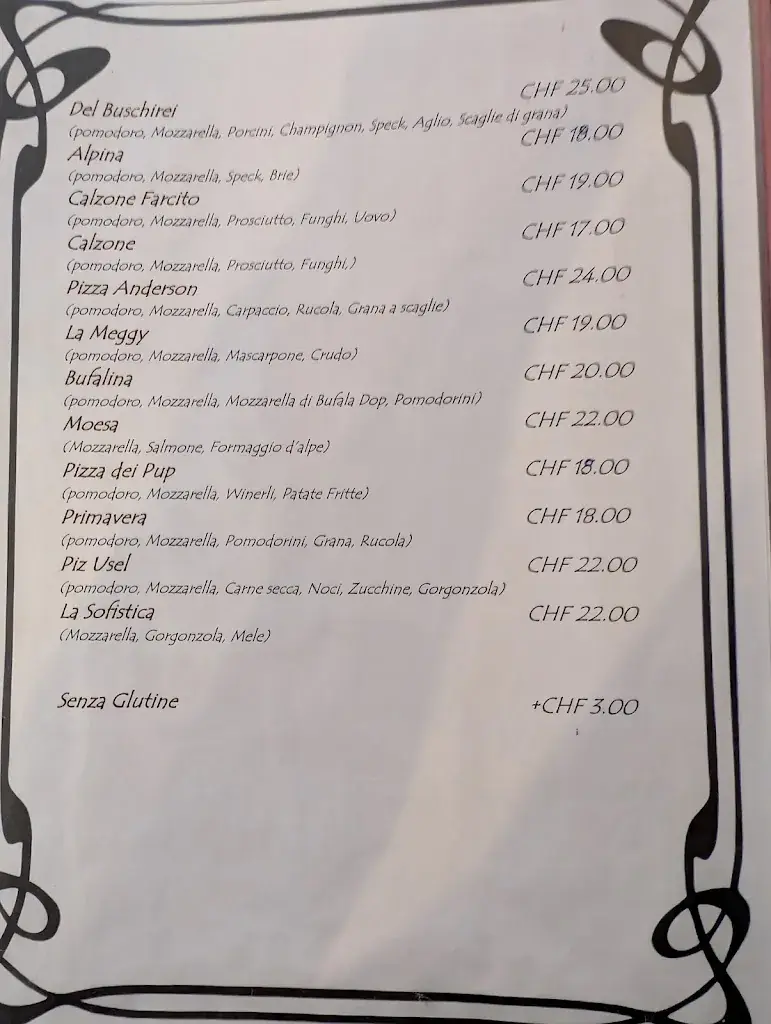 Del Buschirei CHF 25.00
(pomodoro, Mozzarella, Porcini, Champignon, Speck, Aglio, Scaglie di grana)
Alpina CHF 18.00
(pomodoro, Mozzarella, Speck, Brie)
Calzone Farcito CHF 19.00
(pomodoro, Mozzarella, Prosciutto, Funghi, Uovo)
Calzone CHF 17.00
(pomodoro, Mozzarella, Prosciutto, Funghi,)
Pizza Anderson CHF 24.00
(pomodoro, Mozzarella, Carpaccio, Rucola, Grana a scaglie)
La Meggy CHF 19.00
(pomodoro, Mozzarella, Mascarpone, Crudo)
Bufalina CHF 20.00
(pomodoro, Mozzarella, Mozzarella di Bufala Dop, Pomodorini)
Moesa CHF 22.00
(Mozzarella, Salmone, Formaggio d'alpe)
Pizza dei Pup CHF 18.00
(pomodoro, Mozzarella, Winerli, Patate Fritte)
Primavera CHF 18.00
(pomodoro, Mozzarella, Pomodorini, Grana, Rucola)
Piz Usel CHF 22.00
(pomodoro, Mozzarella, Carne secca, Noci, Zucchine, Gorgonzola)
La Sofistica CHF 22.00
(Mozzarella, Gorgonzola, Mele)
Senza Glutine +CHF 3.00